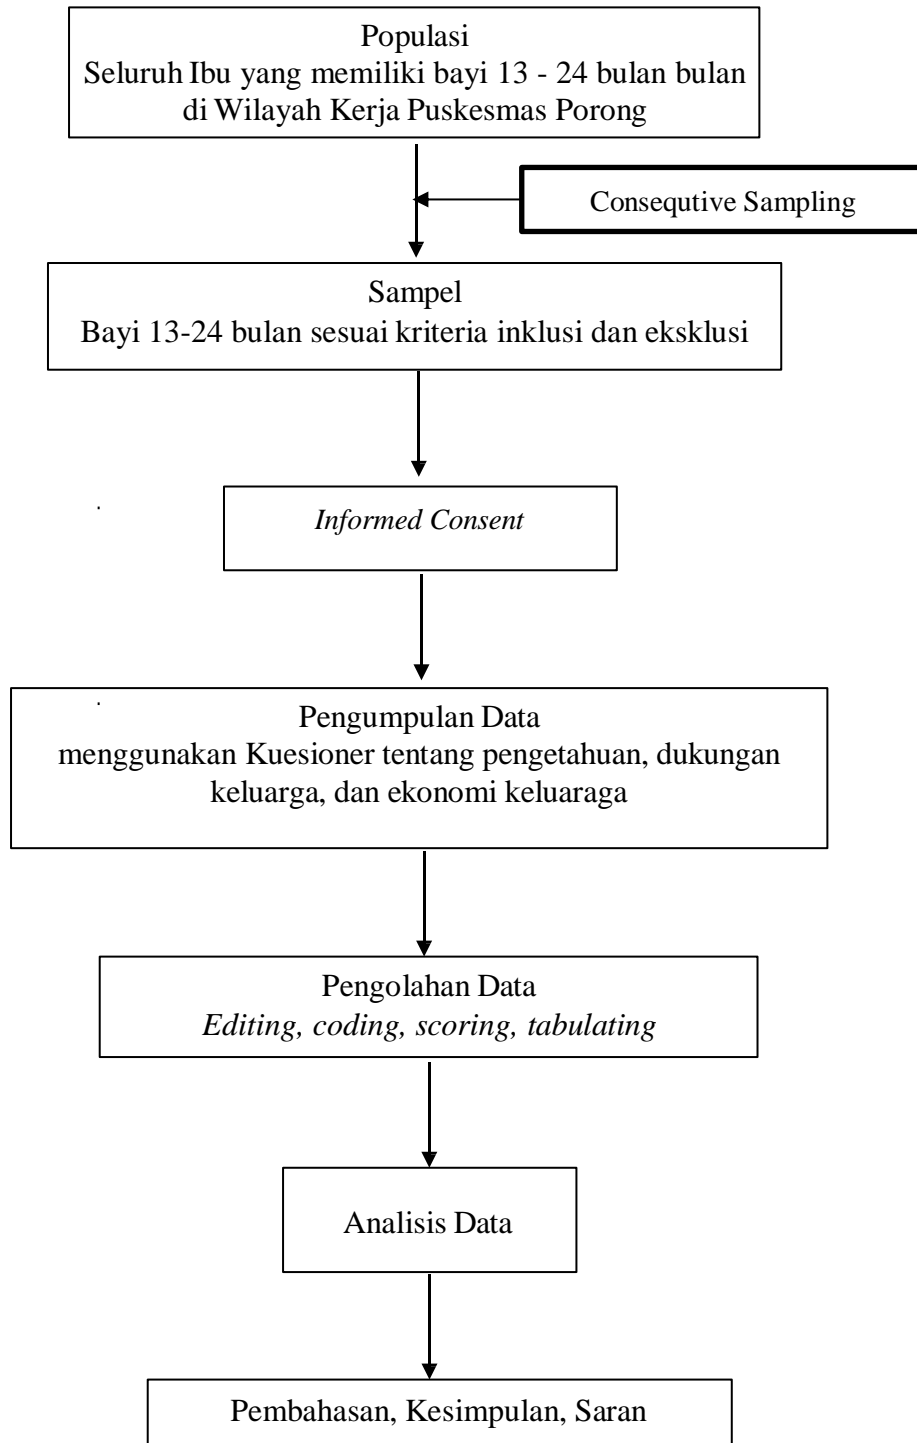 Populasi
Seluruh Ibu yang memiliki bayi 13 - 24 bulan bulan
di Wilayah Kerja Puskesmas Porong
Consequtive Sampling
Sampel
Bayi 13-24 bulan sesuai kriteria inklusi dan eksklusi
Informed Consent
Pengumpulan Data
menggunakan Kuesioner tentang pengetahuan, dukungan
keluarga, dan ekonomi keluaraga
Pengolahan Data
Editing, coding, scoring, tabulating
Analisis Data
Pembahasan, Kesimpulan, Saran